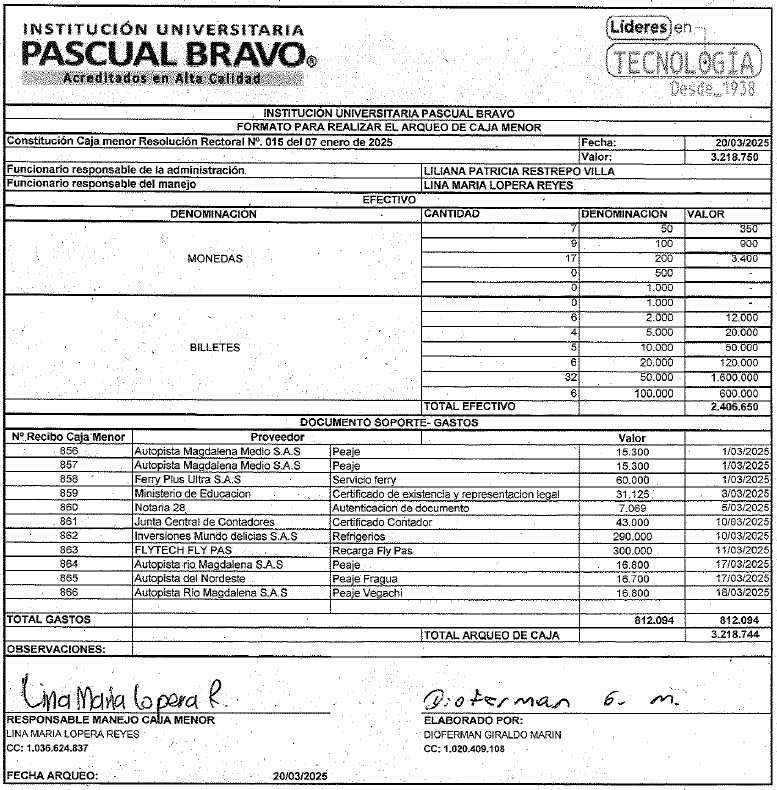 INSTITUCIÓN UNIVERSITARIA
PASCUAL BRAVO®
Acreditados en Alta Calidad
Líderes en
TECNOLOGÍA
Desde_1938
INSTITUCIÓN UNIVERSITARIA PASCUAL BRAVO
FORMATO PARA REALIZAR EL ARQUEO DE CAJA MENOR
Constitución Caja menor Resolución Rectoral Nº. 015 del 07 enero de 2025 Fecha: 20/03/2025
Valor: 3.218.750
Funcionario responsable de la administración. LILIANA PATRICIA RESTREPO VILLA
Funcionario responsable del manejo LINA MARIA LOPERA REYES
EFECTIVO
DENOMINACIÓN CANTIDAD DENOMINACION VALOR
MONEDAS
7 50 350
9 100 900
17 200 3.400
0 500 -
0 1.000 -
BILLETES
0 1.000 -
6 2.000 12.000
4 5.000 20.000
5 10.000 50.000
6 20.000 120.000
32 50.000 1.600.000
6 100.000 600.000
TOTAL EFECTIVO 2.406.650
DOCUMENTO SOPORTE- GASTOS
Nº Recibo Caja Menor Proveedor Valor
856 Autopista Magdalena Medio S.A.S Peaje 15.300 1/03/2025
857 Autopista Magdalena Medio S.A.S Peaje 15.300 1/03/2025
858 Ferry Plus Ultra S.A.S Servicio ferry 60.000 1/03/2025
859 Ministerio de Educacion Certificado de existencia y representacion legal 31.125 3/03/2025
860 Notaria 28 Autenticacion de documento 7.069 5/03/2025
861 Junta Central de Contadores Certificado Contador 43.000 10/03/2025
862 Inversiones Mundo delicias S.A.S Refrigerios 290.000 10/03/2025
863 FLYTECH FLY PAS Recarga Fly Pas 300.000 11/03/2025
864 Autopista rio Magdalena S.A.S Peaje 16.800 17/03/2025
865 Autopista del Nordeste Peaje Fragua 16.700 17/03/2025
866 Autopista Rio Magdalena S.A.S Peaje Vegachi 16.800 18/03/2025
TOTAL GASTOS 812.094 812.094
TOTAL ARQUEO DE CAJA 3.218.744
OBSERVACIONES:
Lina Maria Lopera R. Dioferman G. m.
RESPONSABLE MANEJO CAJA MENOR ELABORADO POR:
LINA MARIA LOPERA REYES DIOFERMAN GIRALDO MARIN
CC: 1.036.624.837 CC: 1.020.409.108
FECHA ARQUEO: 20/03/2025